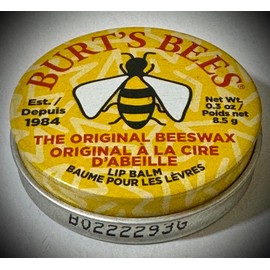 BURT'S BEES®
Est. /
Depuis
1984
Net Wt.
0.3 oz /
Poids net
8.5 g
THE ORIGINAL BEESWAX
ORIGINAL À LA CIRE
D'ABEILLE
LIP BALM
BAUME POUR LES LÈVRES
B0222293G